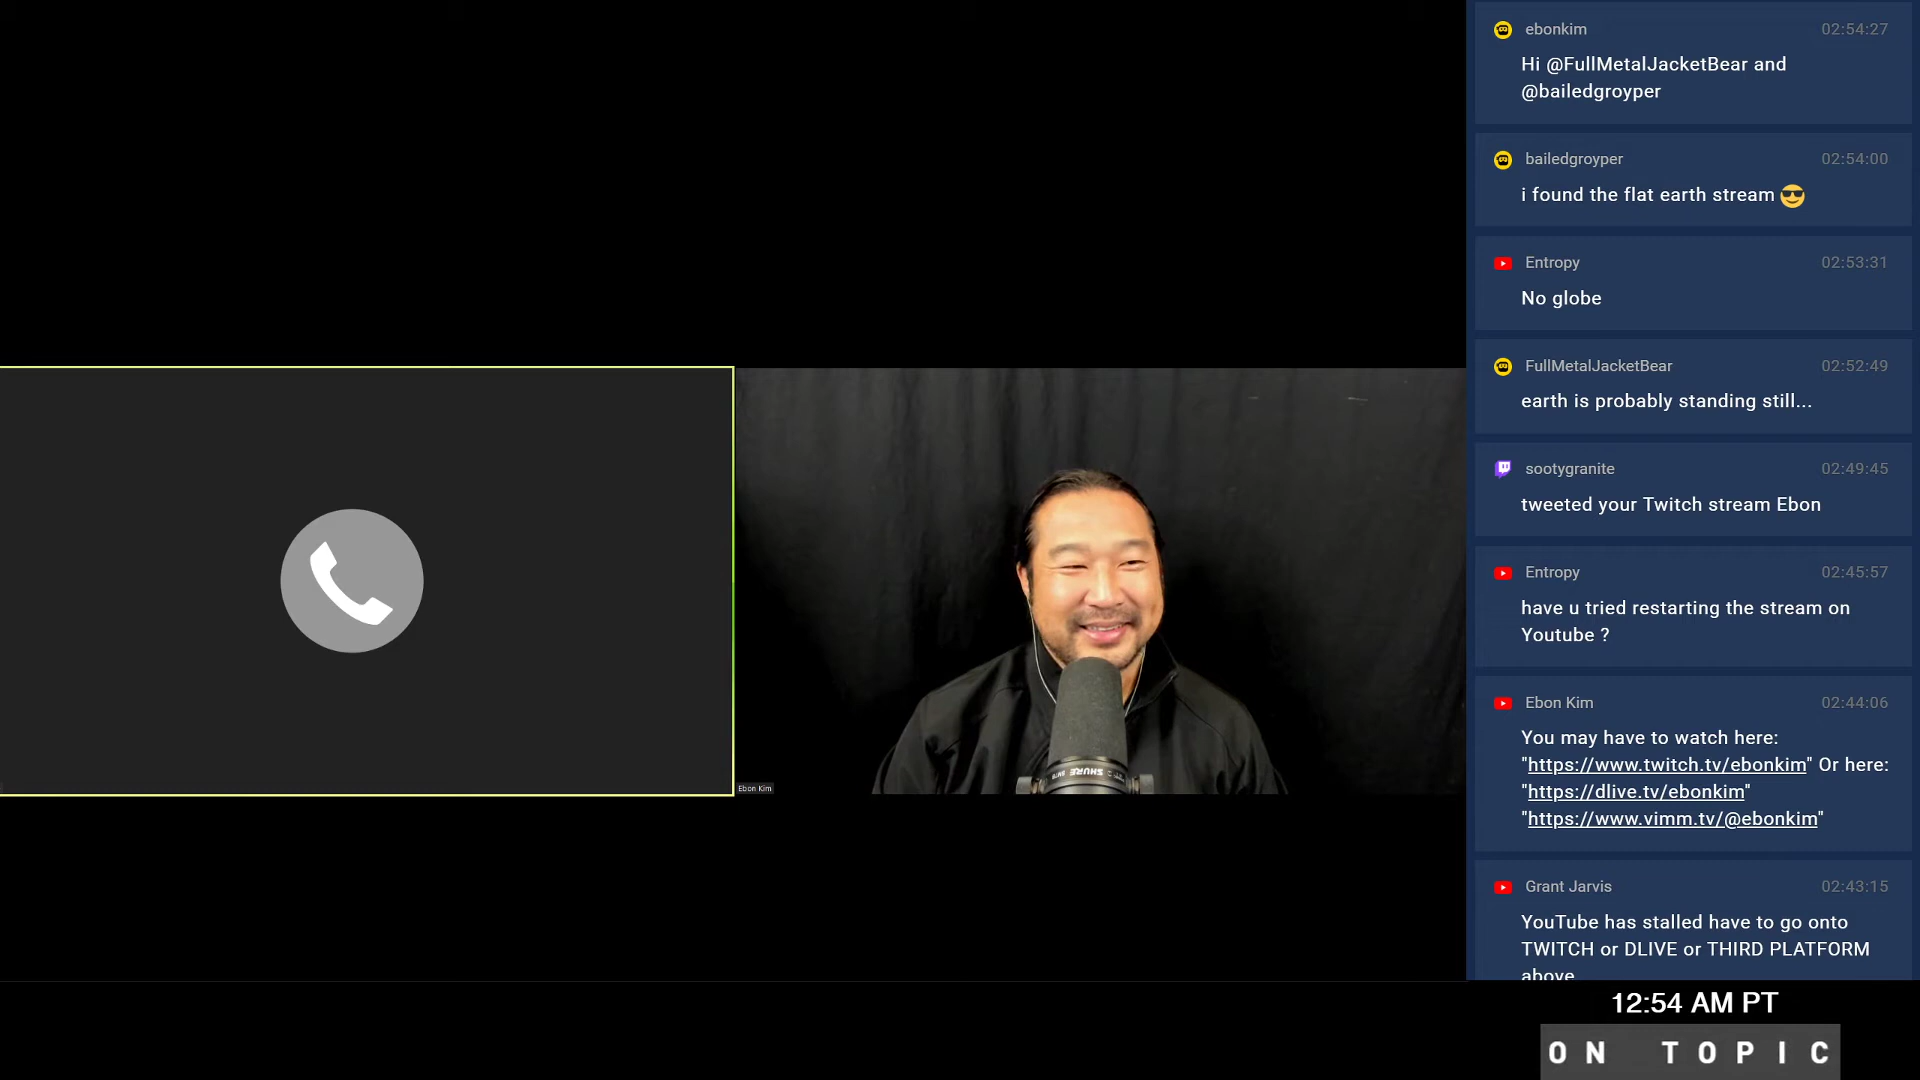 ebonkim 02:54:27
Hi @FullMetalJacketBear and
@bailedgroyper
bailedgroyper 02:54:00
i found the flat earth stream 😎
Entropy 02:53:31
No globe
FullMetalJacketBear 02:52:49
earth is probably standing still...
sootygranite 02:49:45
tweeted your Twitch stream Ebon
Entropy 02:45:57
have u tried restarting the stream on
Youtube ?
Ebon Kim 02:44:06
You may have to watch here:
"https://www.twitch.tv/ebonkim" Or here:
"https://dlive.tv/ebonkim"
"https://www.vimm.tv/@ebonkim"
Grant Jarvis 02:43:15
YouTube has stalled have to go onto
TWITCH or DLIVE or THIRD PLATFORM
above
Ebon Kim
SHURE
12:54 AM PT
ON TOPIC